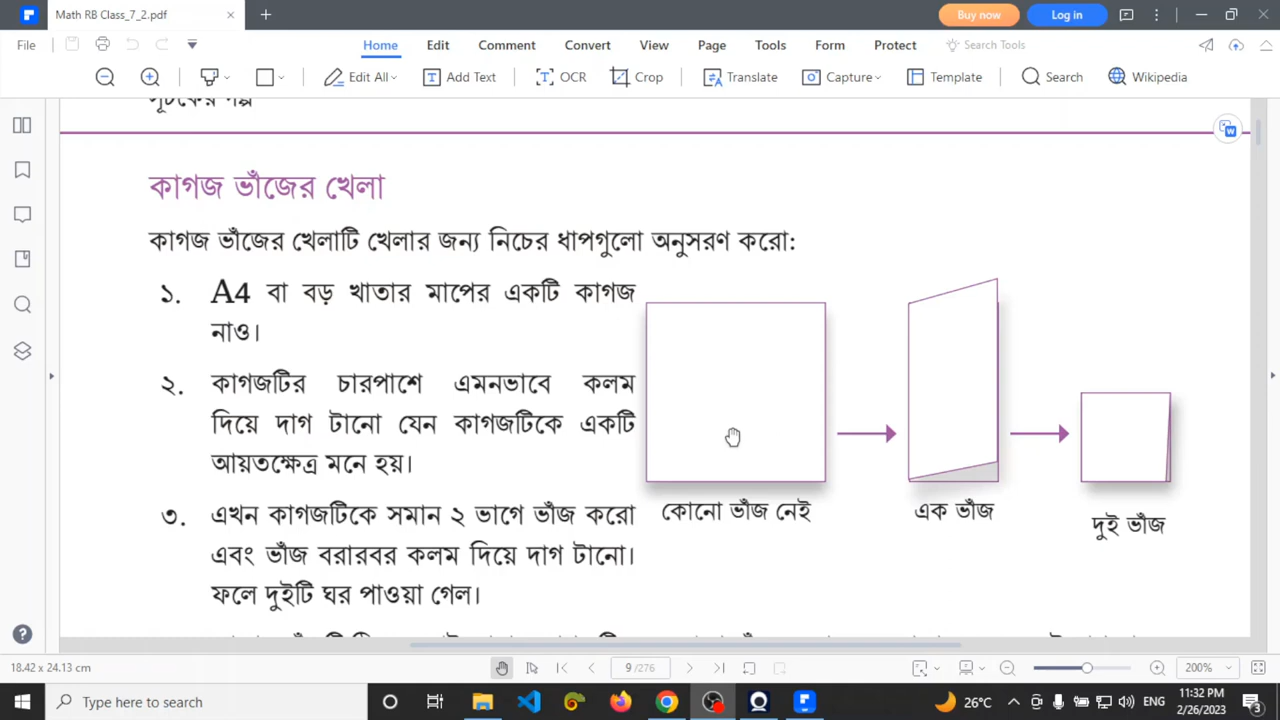 Math RB Class_7_2.pdf
Buy now
Log in
File
Home
Edit
Comment
Convert
View
Page
Tools
Form
Protect
Search Tools
Edit All
Add Text
OCR
Crop
Translate
Capture
Template
Search
Wikipedia
সূচকের গল্প
কাগজ ভাঁজের খেলা
কাগজ ভাঁজের খেলাটি খেলার জন্য নিচের ধাপগুলো অনুসরণ করো:
১. A4 বা বড় খাতার মাপের একটি কাগজ
নাও।
২. কাগজটির চারপাশে এমনভাবে কলম
দিয়ে দাগ টানো যেন কাগজটিকে একটি
আয়তক্ষেত্র মনে হয়।
৩. এখন কাগজটিকে সমান ২ ভাগে ভাঁজ করো
এবং ভাঁজ বরাবর কলম দিয়ে দাগ টানো।
ফলে দুইটি ঘর পাওয়া গেল।
কোনো ভাঁজ নেই
এক ভাঁজ
দুই ভাঁজ
18.42 x 24.13 cm
9 /276
200%
Type here to search
26°C
ENG
11:32 PM
2/26/2023
3